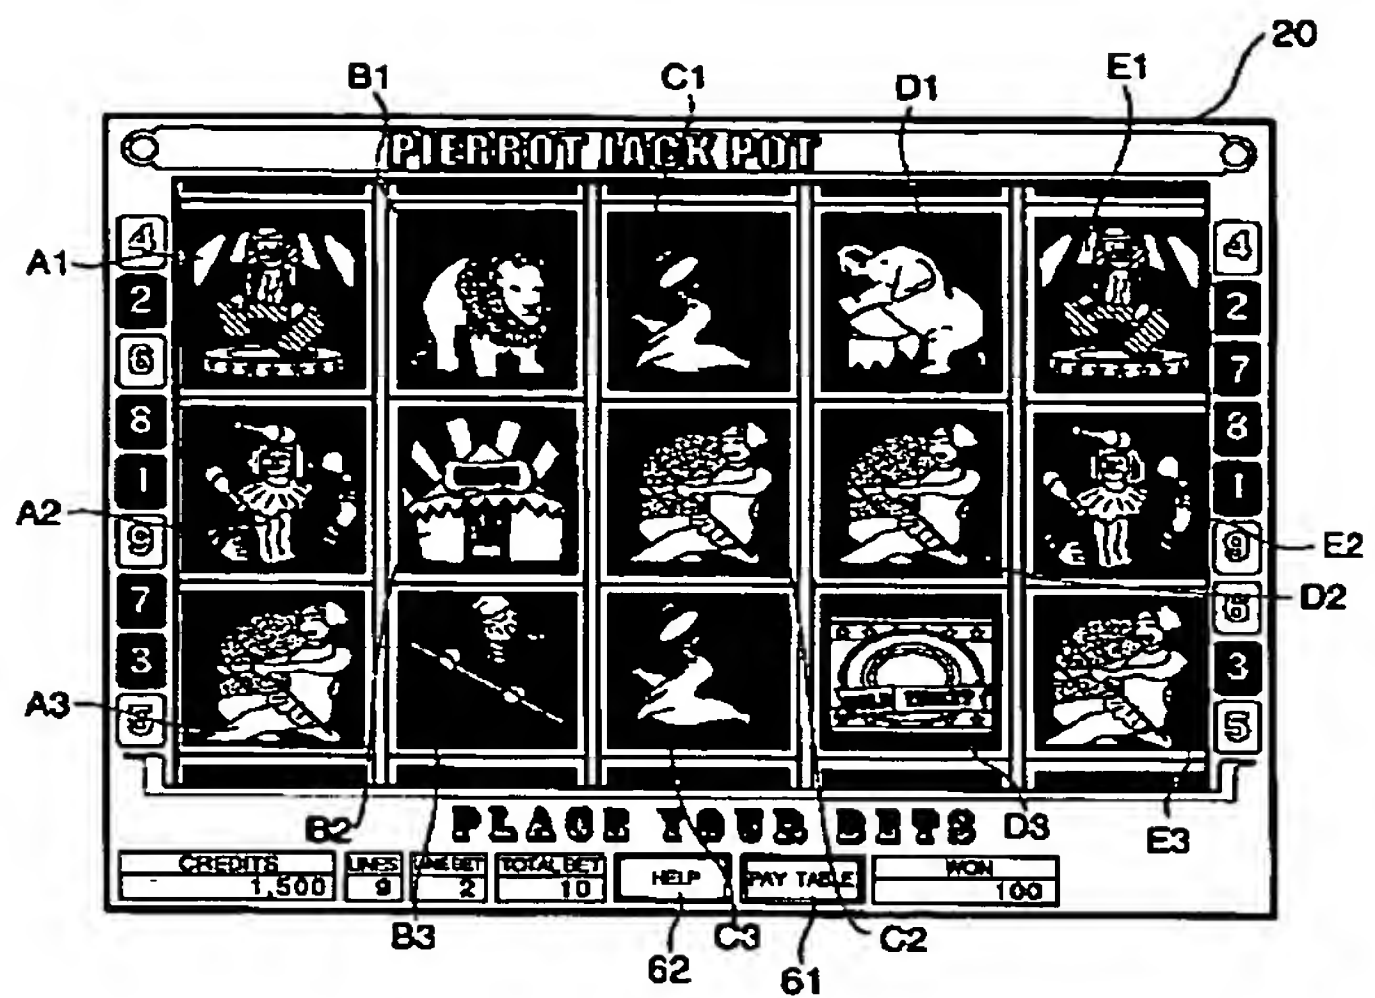 20
B1 C1 D1 E1
PIERROT JACK POT
A1
4 4
2 2
6 7
8 8
1 1
9 9
7 6
3 3
5 5
A2
E2
D2
A3
B2
PLACE YOUR BETS
D3
E3
CREDITS LINES LINE BET TOTAL BET HELP PAY TABLE WON
1,500 9 2 10 100
B3 C3 C2
62 61